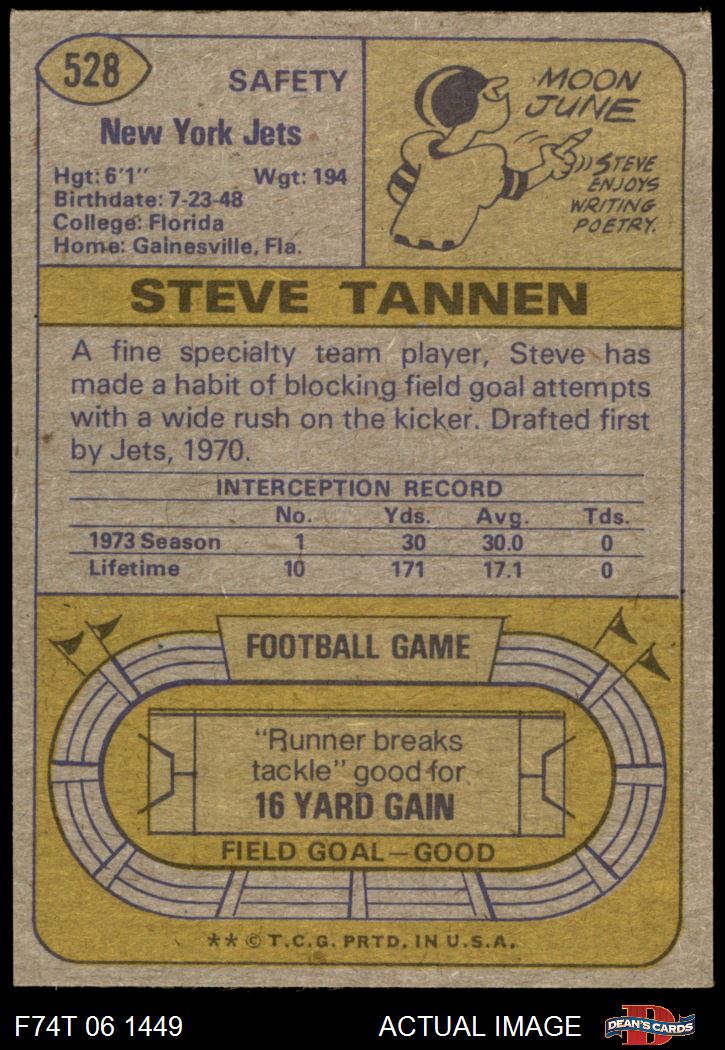 528
SAFETY
New York Jets
Hgt: 6'1" Wgt: 194
Birthdate: 7-23-48
College: Florida
Home: Gainesville, Fla.
MOON
JUNE
STEVE
ENJOYS
WRITING
POETRY.
STEVE TANNEN
A fine specialty team player, Steve has
made a habit of blocking field goal attempts
with a wide rush on the kicker. Drafted first
by Jets, 1970.
INTERCEPTION RECORD
No. Yds. Avg. Tds.
1973 Season 1 30 30.0 0
Lifetime 10 171 17.1 0
FOOTBALL GAME
"Runner breaks
tackle" good for
16 YARD GAIN
FIELD GOAL—GOOD
** © T.C.G. PRTD. IN U.S.A.
F74T 06 1449 ACTUAL IMAGE
DEAN'S CARDS